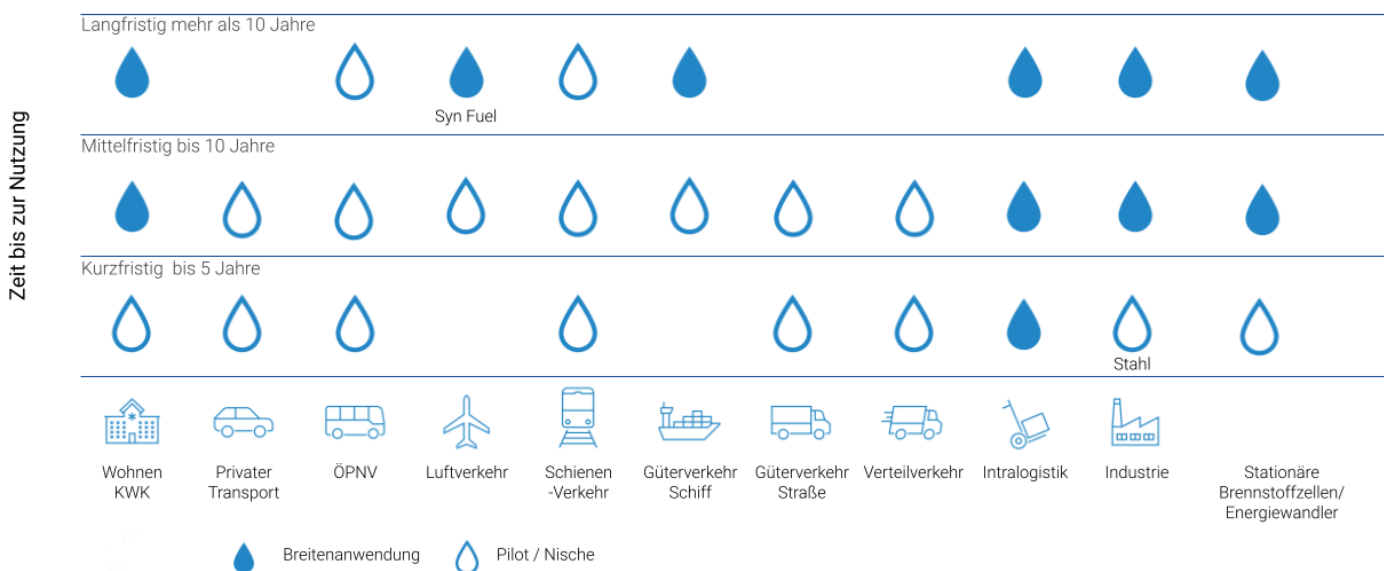 Zeit bis zur Nutzung
Langfristig mehr als 10 Jahre
Syn Fuel
Mittelfristig bis 10 Jahre
Kurzfristig bis 5 Jahre
Stahl
Wohnen
KWK
Privater
Transport
ÖPNV
Luftverkehr
Schienen
-Verkehr
Güterverkehr
Schiff
Güterverkehr
Straße
Verteilverkehr
Intralogistik
Industrie
Stationäre
Brennstoffzellen/
Energiewandler
Breitenanwendung
Pilot / Nische